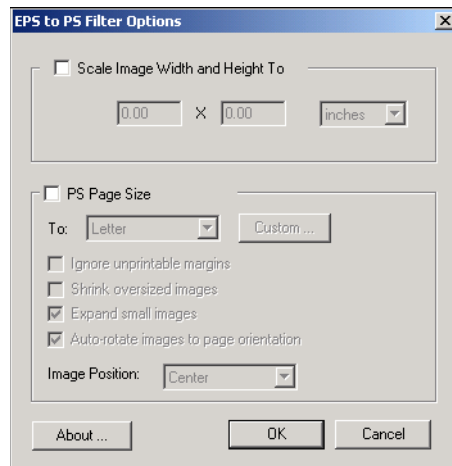 EPS to PS Filter Options
Scale Image Width and Height To
0.00 X 0.00 inches
PS Page Size
To: Letter Custom ...
Ignore unprintable margins
Shrink oversized images
Expand small images
Auto-rotate images to page orientation
Image Position: Center
About ... OK Cancel